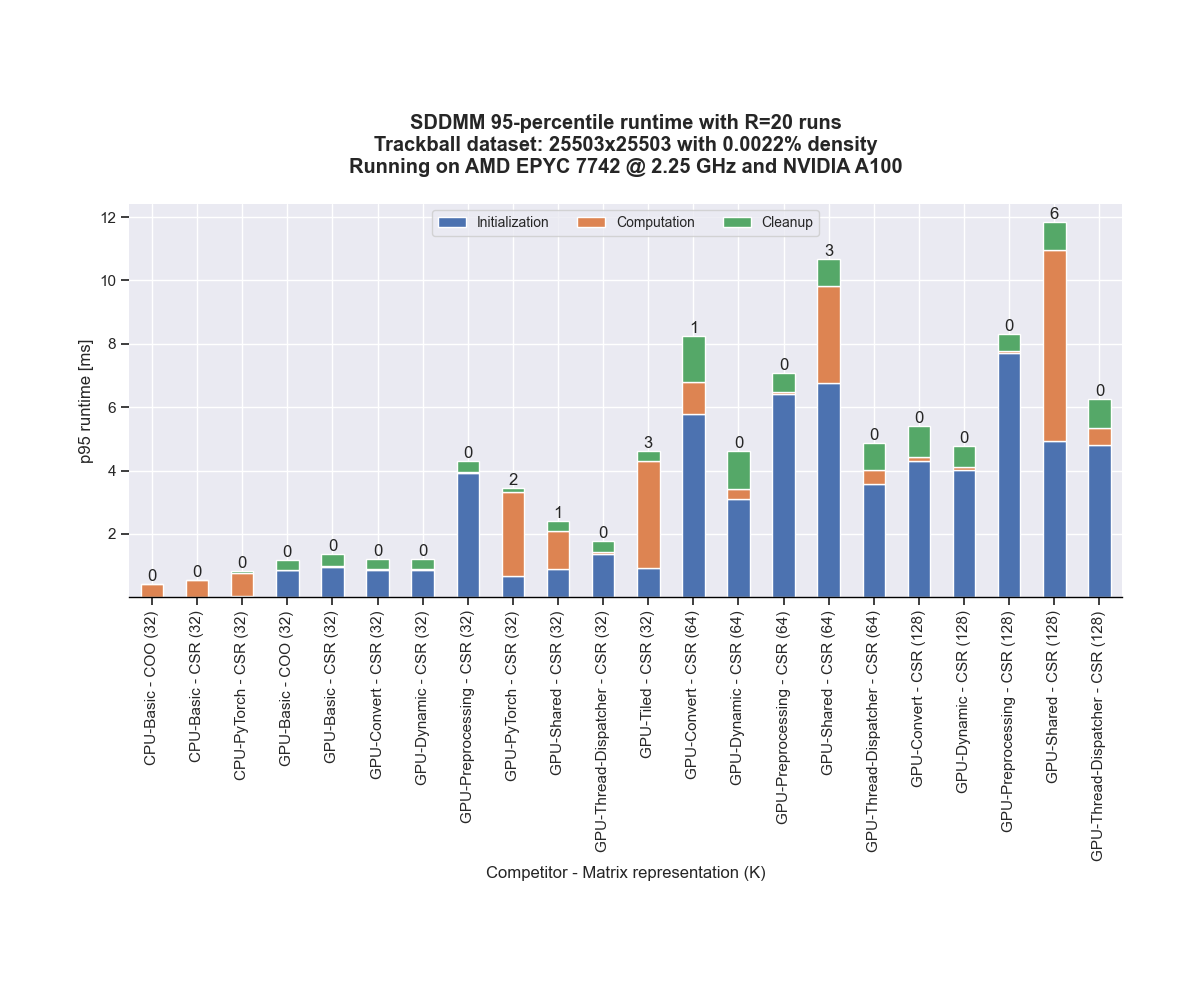 SDDMM 95-percentile runtime with R=20 runs
Trackball dataset: 25503x25503 with 0.0022% density
Running on AMD EPYC 7742 @ 2.25 GHz and NVIDIA A100
Initialization
Computation
Cleanup
p95 runtime [ms]
12
10
8
6
4
2
0
0
0
0
0
0
0
0
2
1
0
3
1
0
0
3
0
0
0
0
6
0
CPU-Basic - COO (32)
CPU-Basic - CSR (32)
CPU-PyTorch - CSR (32)
GPU-Basic - COO (32)
GPU-Basic - CSR (32)
GPU-Convert - CSR (32)
GPU-Dynamic - CSR (32)
GPU-Preprocessing - CSR (32)
GPU-PyTorch - CSR (32)
GPU-Shared - CSR (32)
GPU-Thread-Dispatcher - CSR (32)
GPU-Tiled - CSR (32)
GPU-Convert - CSR (64)
GPU-Dynamic - CSR (64)
GPU-Preprocessing - CSR (64)
GPU-Shared - CSR (64)
GPU-Thread-Dispatcher - CSR (64)
GPU-Convert - CSR (128)
GPU-Dynamic - CSR (128)
GPU-Preprocessing - CSR (128)
GPU-Shared - CSR (128)
GPU-Thread-Dispatcher - CSR (128)
Competitor - Matrix representation (K)